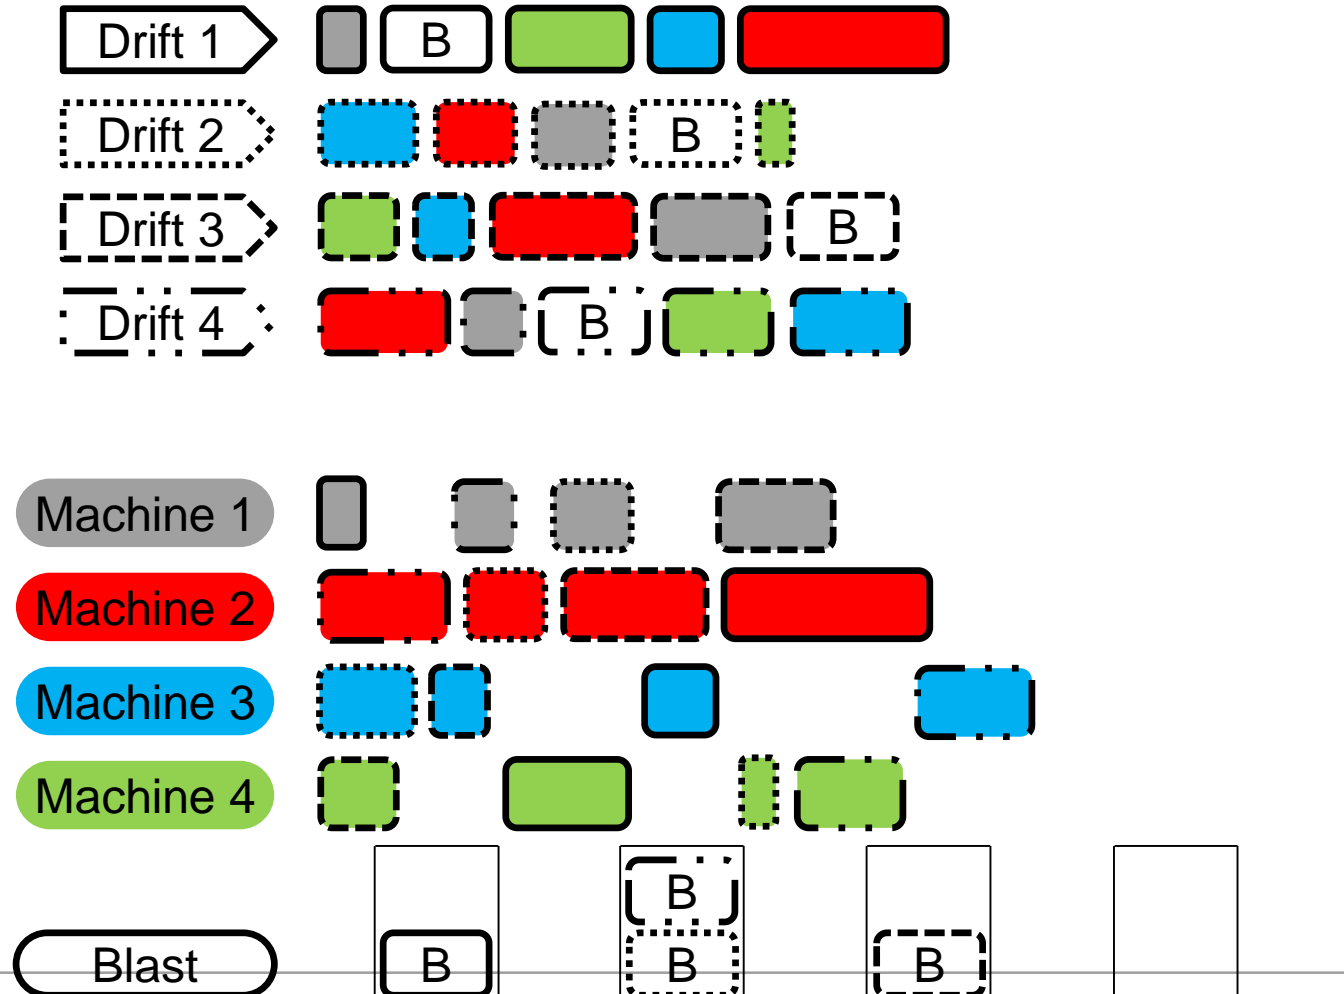 Drift 1 B
Drift 2 B
Drift 3 B
Drift 4 B
Machine 1
Machine 2
Machine 3
Machine 4
B
Blast B B B